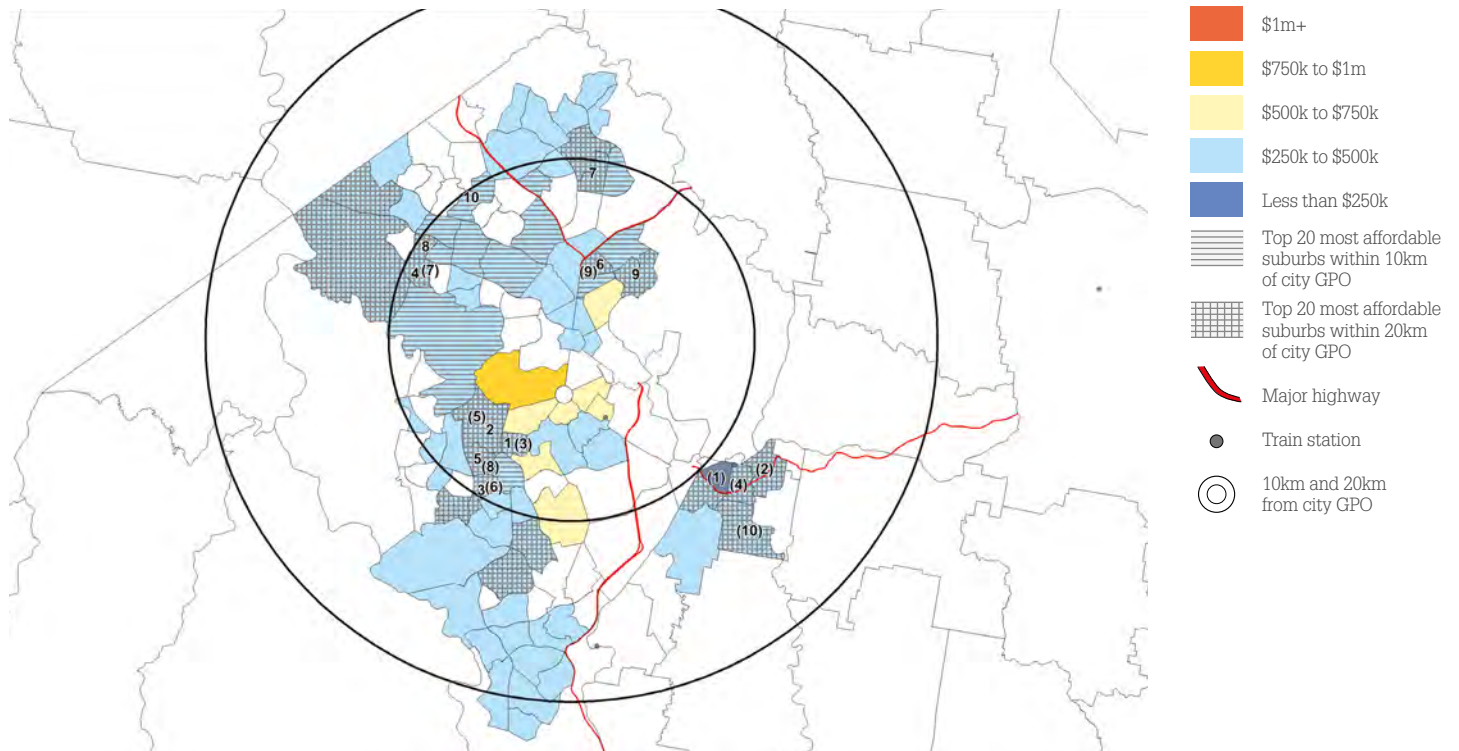 $1m+
$750k to $1m
$500k to $750k
$250k to $500k
Less than $250k
Top 20 most affordable
suburbs within 10km
of city GPO
Top 20 most affordable
suburbs within 20km
of city GPO
Major highway
Train station
10km and 20km
from city GPO
7
10
8
4 (7)
(9) 6
9
(5)
2
1 (3)
5
(8)
3 (6)
(1)
(2)
(4)
(10)